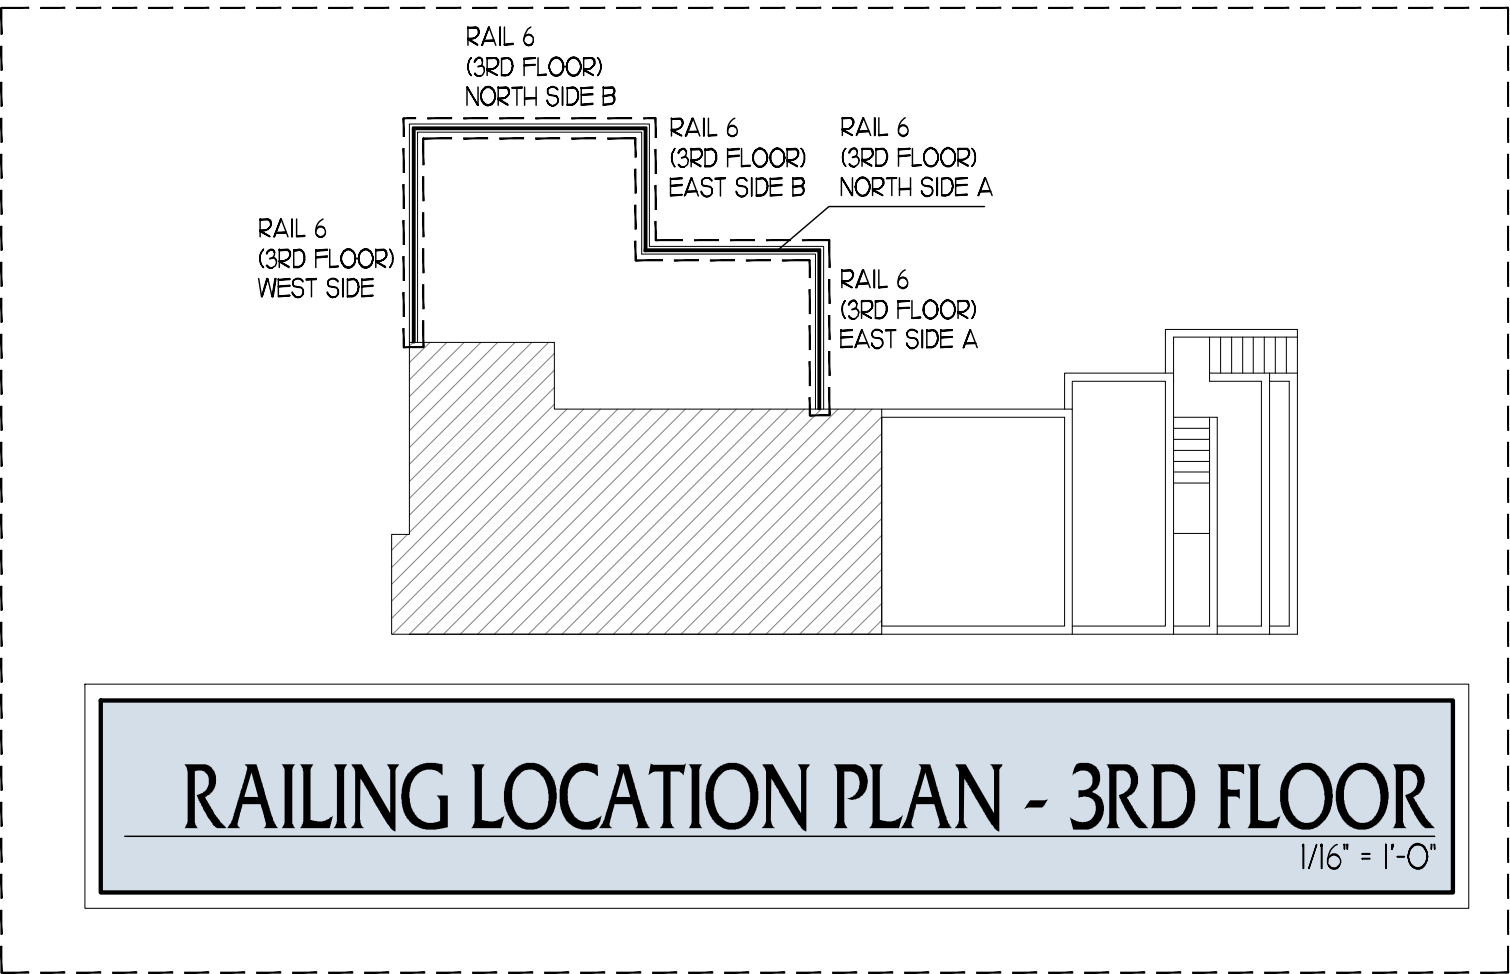 RAIL 6
(3RD FLOOR)
NORTH SIDE B
RAIL 6
(3RD FLOOR)
EAST SIDE B
RAIL 6
(3RD FLOOR)
NORTH SIDE A
RAIL 6
(3RD FLOOR)
WEST SIDE
RAIL 6
(3RD FLOOR)
EAST SIDE A
RAILING LOCATION PLAN - 3RD FLOOR
1/16" = 1'-0"